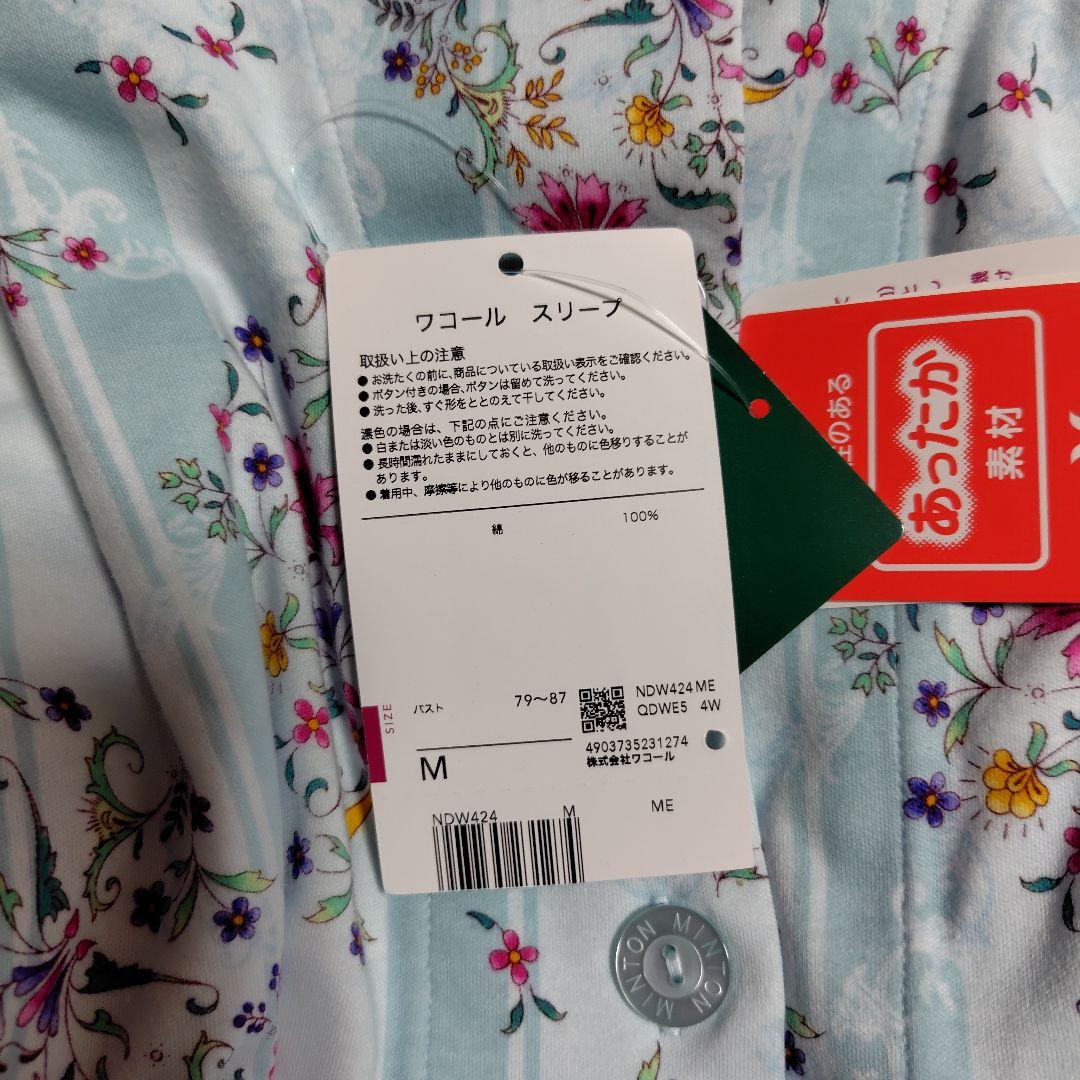 ワコール スリープ
取扱い上の注意
●お洗たくの前に、商品についている取扱い表示をご確認ください。
●ボタン付きの場合、ボタンは留めて洗ってください。
●洗った後、すぐ形をととのえて干してください。
濃色の場合は、下記の点にご注意ください。
●白または淡い色のものとは別に洗ってください。
●長時間濡れたままにしておくと、他のものに色移りすることが
あります。
●着用中、摩擦等により他のものに色が移ることがあります。
綿 100%
SIZE
バスト 79〜87
M
NDW424ME
QDWE5 4W
4903735231274
株式会社ワコール
NDW424 M ME
のある
あったか
素材
MINTON MINTON